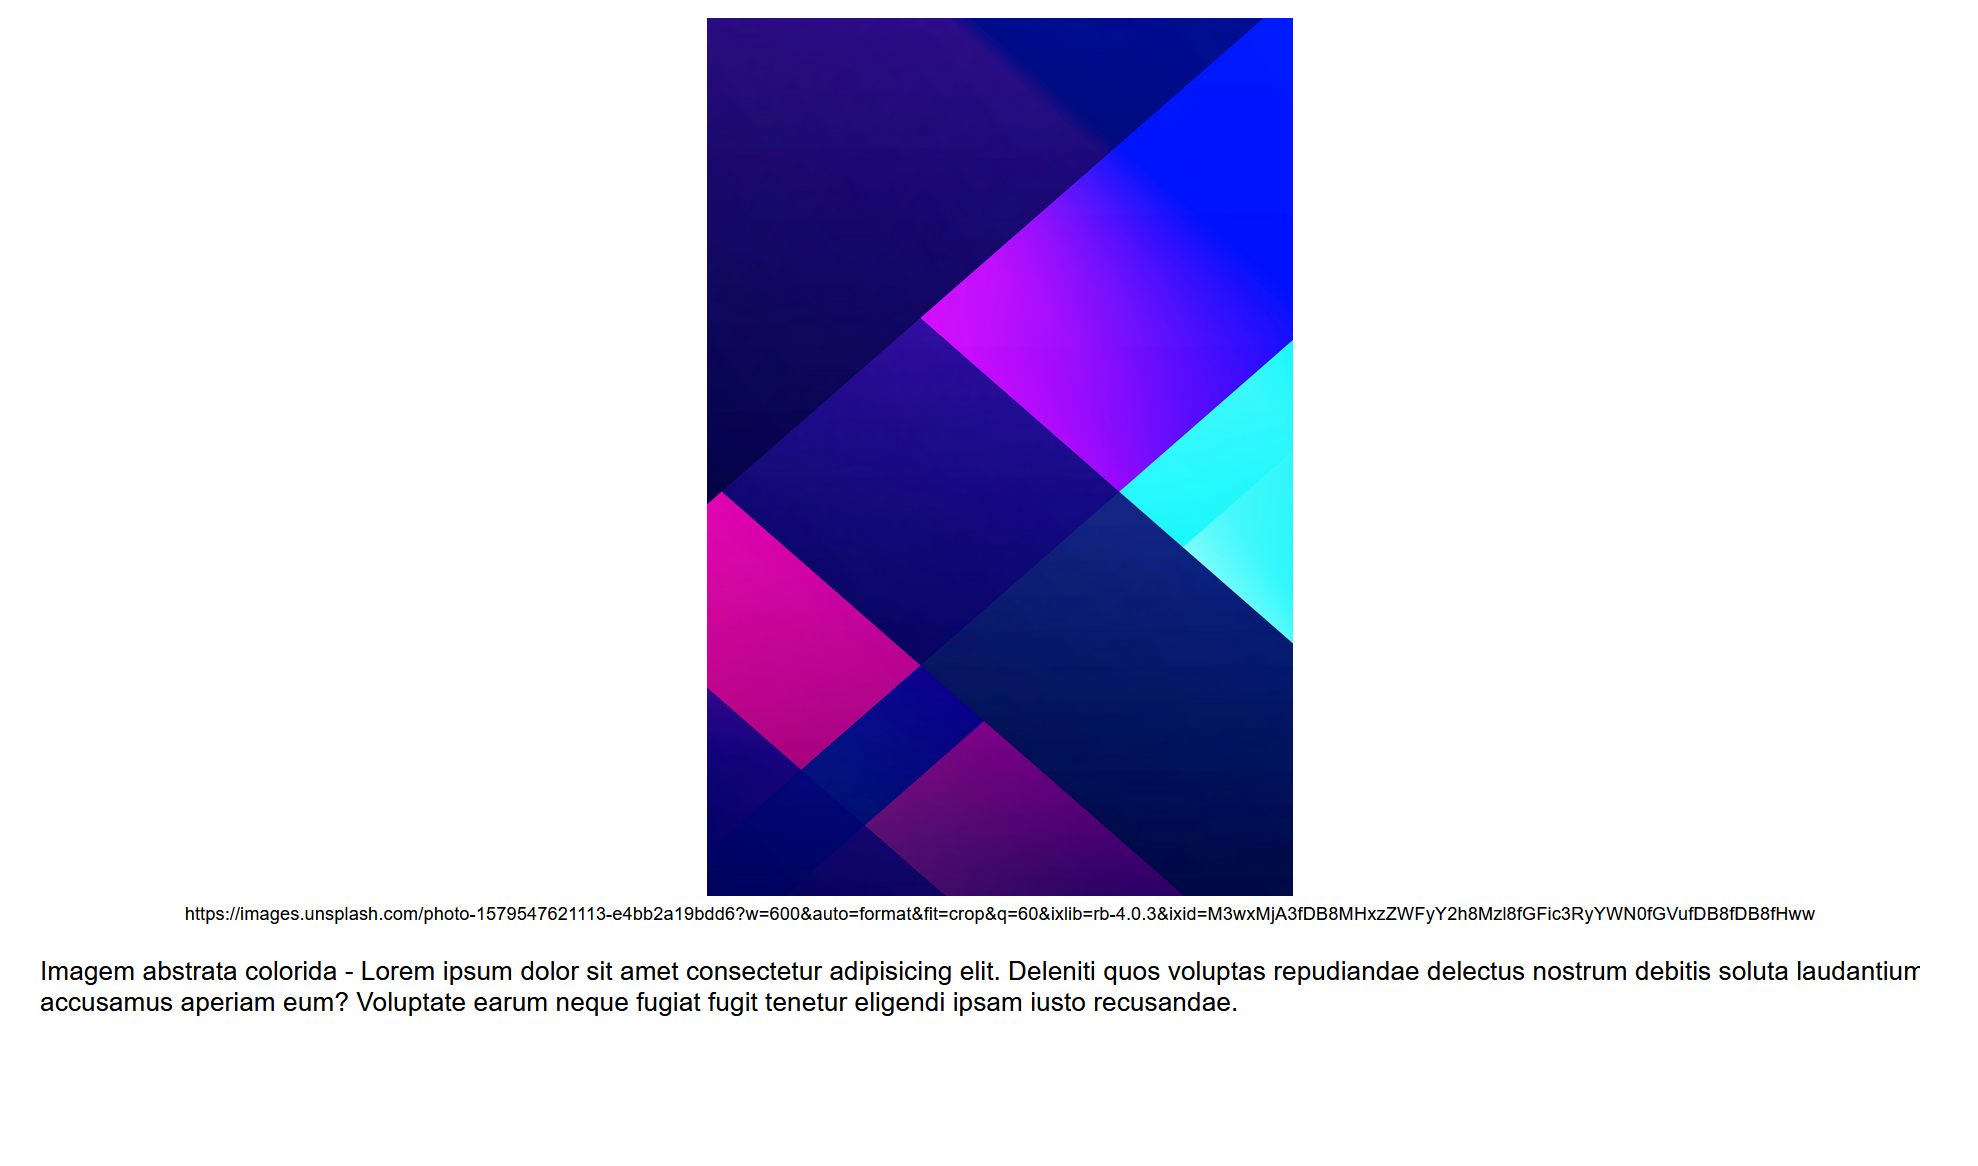 https://images.unsplash.com/photo-1579547621113-e4bb2a19bdd6?w=600&auto=format&fit=crop&q=60&ixlib=rb-4.0.3&ixid=M3wxMjA3fDB8MHxzZWFyY2h8Mzl8fGFic3RyYWN0fGVufDB8fDB8fHww
Imagem abstrata colorida - Lorem ipsum dolor sit amet consectetur adipisicing elit. Deleniti quos voluptas repudiandae delectus nostrum debitis soluta laudantium
accusamus aperiam eum? Voluptate earum neque fugiat fugit tenetur eligendi ipsam iusto recusandae.